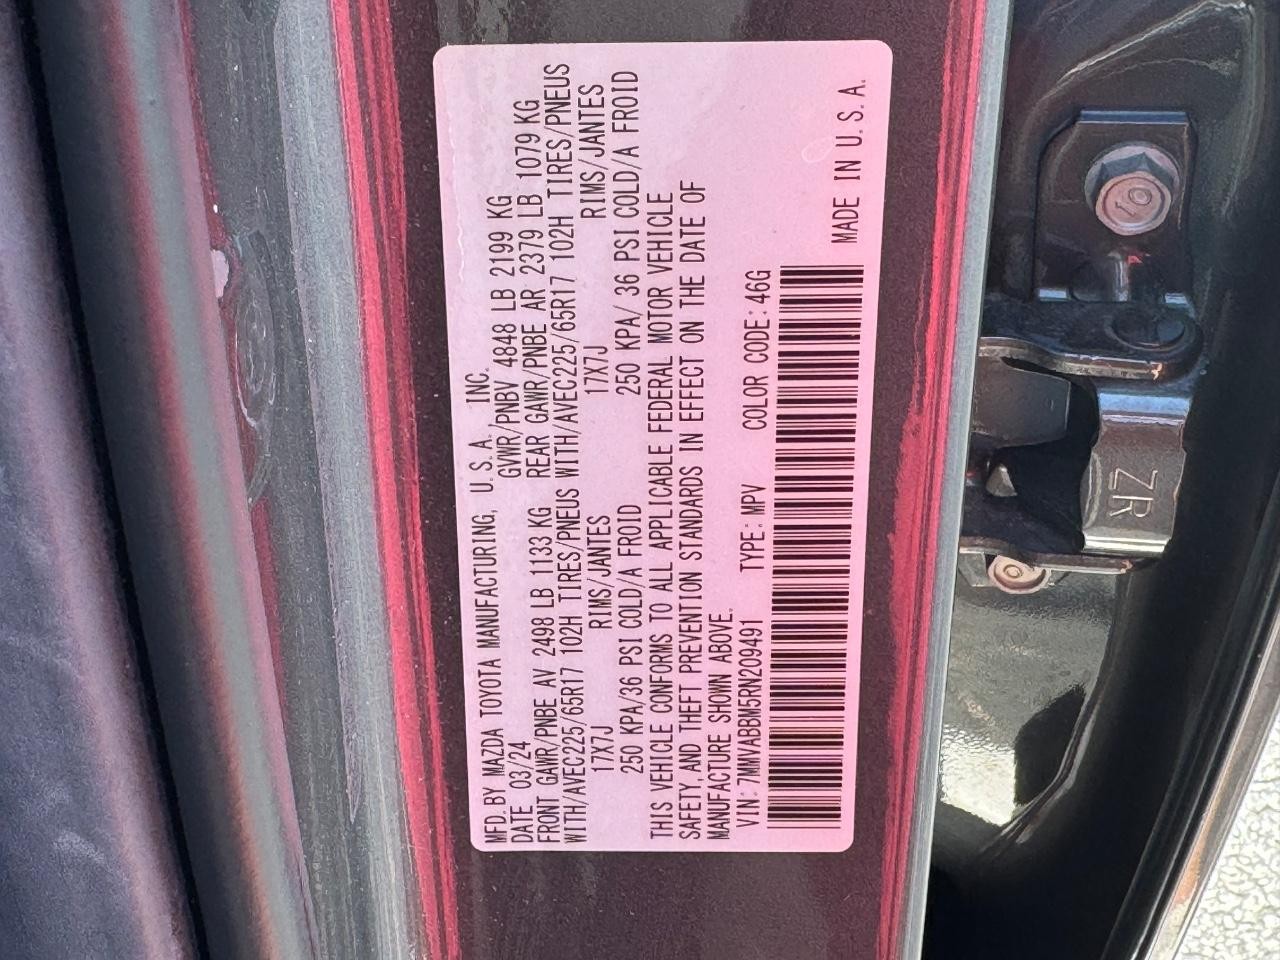 MFD. BY MAZDA TOYOTA MANUFACTURING, U.S.A., INC.
DATE 03/24 GVWR/PNBV 4848 LB 2199 KG
FRONT GAWR/PNBE AV 2498 LB 1133 KG REAR GAWR/PNBE AR 2379 LB 1079 KG
WITH/AVEC225/65R17 102H TIRES/PNEUS WITH/AVEC225/65R17 102H TIRES/PNEUS
17X7J RIMS/JANTES 17X7J RIMS/JANTES
250 KPA/36 PSI COLD/A FROID 250 KPA/ 36 PSI COLD/A FROID
THIS VEHICLE CONFORMS TO ALL APPLICABLE FEDERAL MOTOR VEHICLE
SAFETY, AND THEFT PREVENTION STANDARDS IN EFFECT ON THE DATE OF
MANUFACTURE SHOWN ABOVE.
VIN: 7MMVABBM5RN209491 TYPE: MPV COLOR CODE: 46G
MADE IN U.S.A.
10
ZR